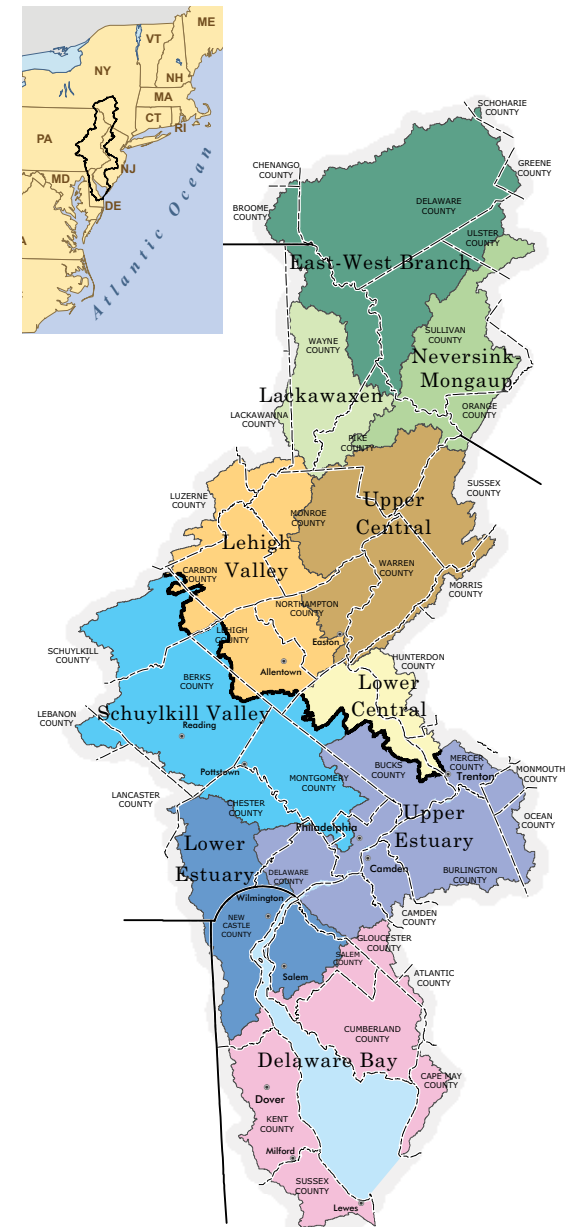 ME
VT
NY
NH
MA
CT
RI
PA
NJ
MD
DE
Atlantic Ocean
SCHOHARIE
COUNTY
CHENANGO
COUNTY
GREENE
COUNTY
BROOME
COUNTY
DELAWARE
COUNTY
ULSTER
COUNTY
East-West Branch
WAYNE
COUNTY
SULLIVAN
COUNTY
Neversink-
Mongaup
Lackawaxen
LACKAWANNA
COUNTY
ORANGE
COUNTY
PIKE
COUNTY
SUSSEX
COUNTY
LUZERNE
COUNTY
MONROE
COUNTY
Upper
Central
Lehigh
Valley
CARBON
COUNTY
WARREN
COUNTY
MORRIS
COUNTY
NORTHAMPTON
COUNTY
LEHIGH
COUNTY
Easton
HUNTERDON
COUNTY
SCHUYLKILL
COUNTY
Allentown
BERKS
COUNTY
Lower
Central
LEBANON
COUNTY
Schuylkill Valley
Reading
MERCER
COUNTY
MONMOUTH
COUNTY
BUCKS
COUNTY
Trenton
Pottstown
MONTGOMERY
COUNTY
LANCASTER
COUNTY
CHESTER
COUNTY
Upper
Estuary
OCEAN
COUNTY
Philadelphia
Lower
Estuary
Camden
DELAWARE
COUNTY
BURLINGTON
COUNTY
Wilmington
NEW
CASTLE
COUNTY
CAMDEN
COUNTY
GLOUCESTER
COUNTY
SALEM
COUNTY
Salem
ATLANTIC
COUNTY
CUMBERLAND
COUNTY
Delaware Bay
CAPE MAY
COUNTY
Dover
KENT
COUNTY
Milford
SUSSEX
COUNTY
Lewes